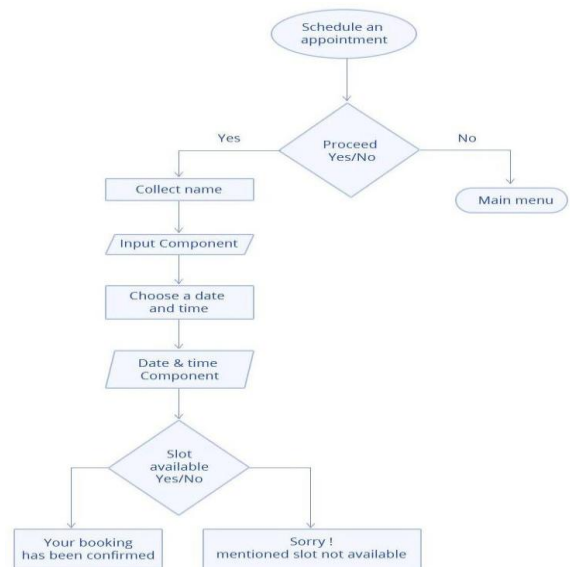 Schedule an
appointment
Proceed
Yes/No
Yes
No
Collect name
Main menu
Input Component
Choose a date
and time
Date & time
Component
Slot
available
Yes/No
Your booking
has been confirmed
Sorry !
mentioned slot not available